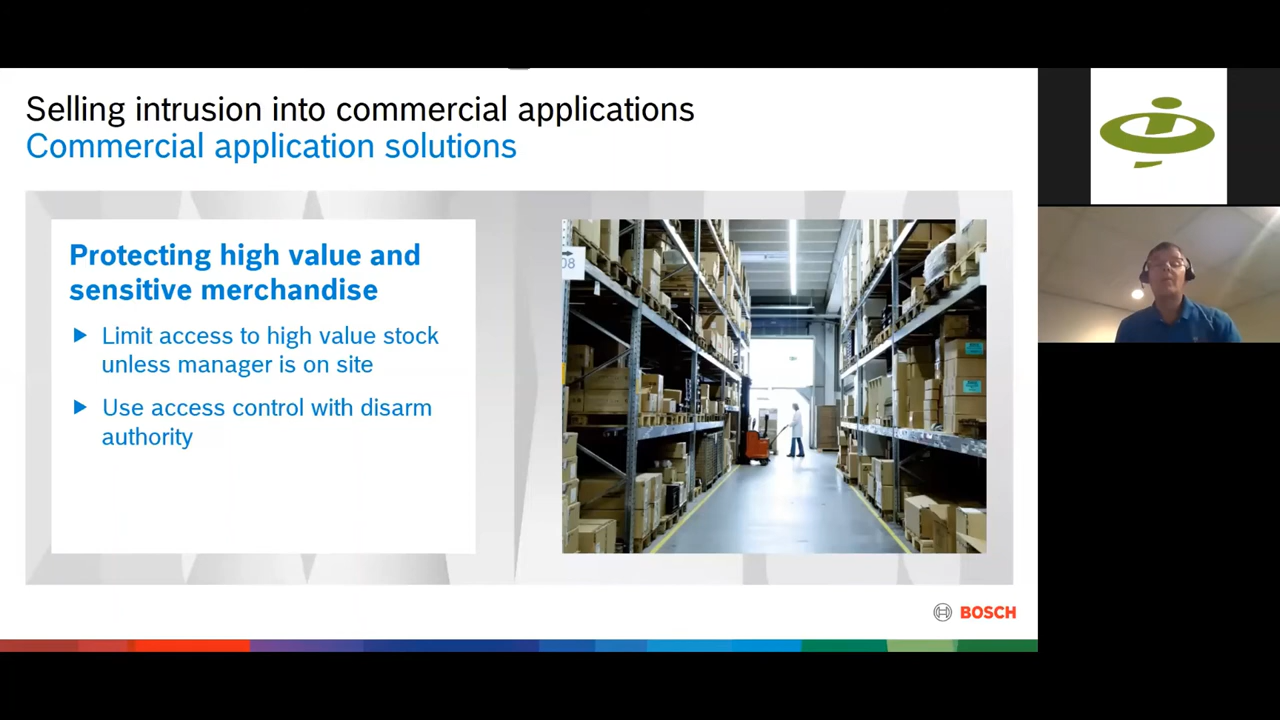 Selling intrusion into commercial applications
Commercial application solutions
Protecting high value and
sensitive merchandise
Limit access to high value stock
unless manager is on site
Use access control with disarm
authority
08
BOSCH